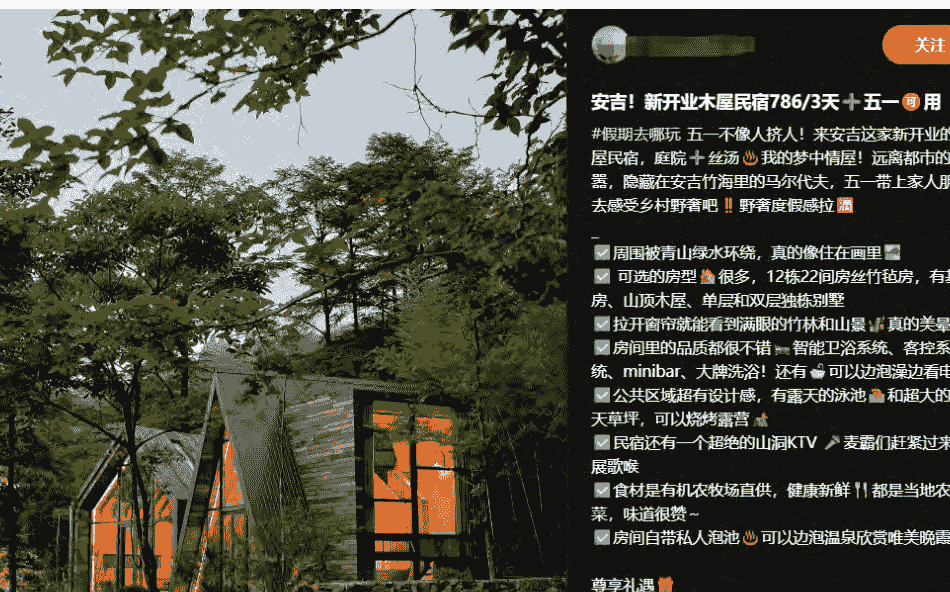 关注
安吉！新开业木屋民宿786/3天➕五一🉑用
#假期去哪玩 五一不像人挤人！来安吉这家新开业的
屋民宿，庭院➕丝汤♨我的梦中情屋！远离都市的
器，隐藏在安吉竹海里的马尔代夫，五一带上家人朋
去感受乡村野奢吧‼野奢度假感拉🈵
_
✅周围被青山绿水环绕，真的像住在画里🏞
✅ 可选的房型🏠很多，12栋22间房丝竹毡房，有
房、山顶木屋、单层和双层独栋别墅
✅拉开窗帘就能看到满眼的竹林和山景🎋真的美景
✅房间里的品质都很不错🛏智能卫浴系统、客控系
统、minibar、大牌洗浴！还有🛁可以边泡澡边看电
✅公共区域超有设计感，有露天的泳池🏊和超大的
天草坪，可以烧烤露营🏕
✅民宿还有一个超绝的山洞KTV 🎤麦霸们赶紧过来
展歌喉
✅食材是有机农牧场直供，健康新鲜🍴都是当地农
菜，味道很赞~
✅房间自带私人泡池♨可以边泡温泉欣赏唯美晚霞
尊享礼遇🎁